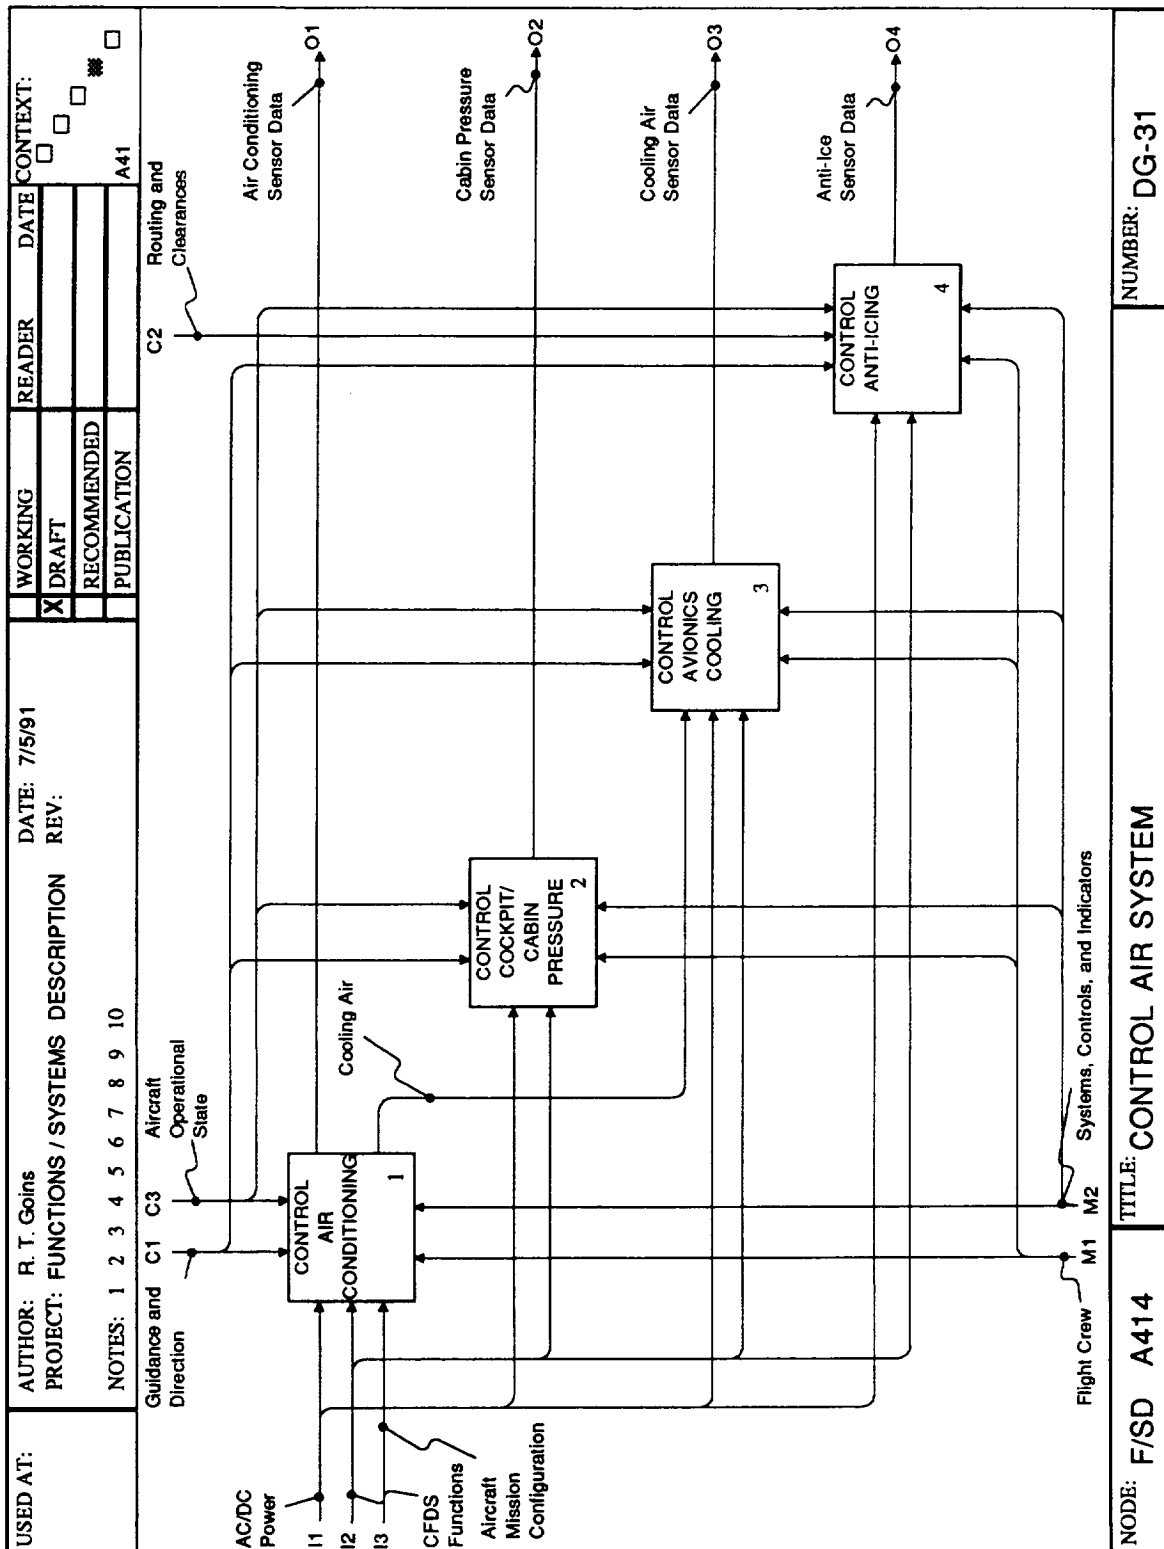 USED AT:
AUTHOR: R. T. Goins
DATE: 7/5/91
PROJECT: FUNCTIONS / SYSTEMS DESCRIPTION
REV:
NOTES: 1 2 3 4 5 6 7 8 9 10
WORKING
X DRAFT
RECOMMENDED
PUBLICATION
READER
DATE
CONTEXT:
A41
Guidance and
Direction
C1
C3
Aircraft
Operational
State
C2
Routing and
Clearances
AC/DC
Power
I1
I2
I3
CFDS
Functions
Aircraft
Mission
Configuration
CONTROL
AIR
CONDITIONING
1
Cooling Air
CONTROL
COCKPIT/
CABIN
PRESSURE
2
CONTROL
AVIONICS
COOLING
3
CONTROL
ANTI-ICING
4
Air Conditioning
Sensor Data
O1
Cabin Pressure
Sensor Data
O2
Cooling Air
Sensor Data
O3
Anti-Ice
Sensor Data
O4
Flight Crew
M1
M2
Systems, Controls, and Indicators
NODE: F/SD A414
TITLE: CONTROL AIR SYSTEM
NUMBER: DG-31